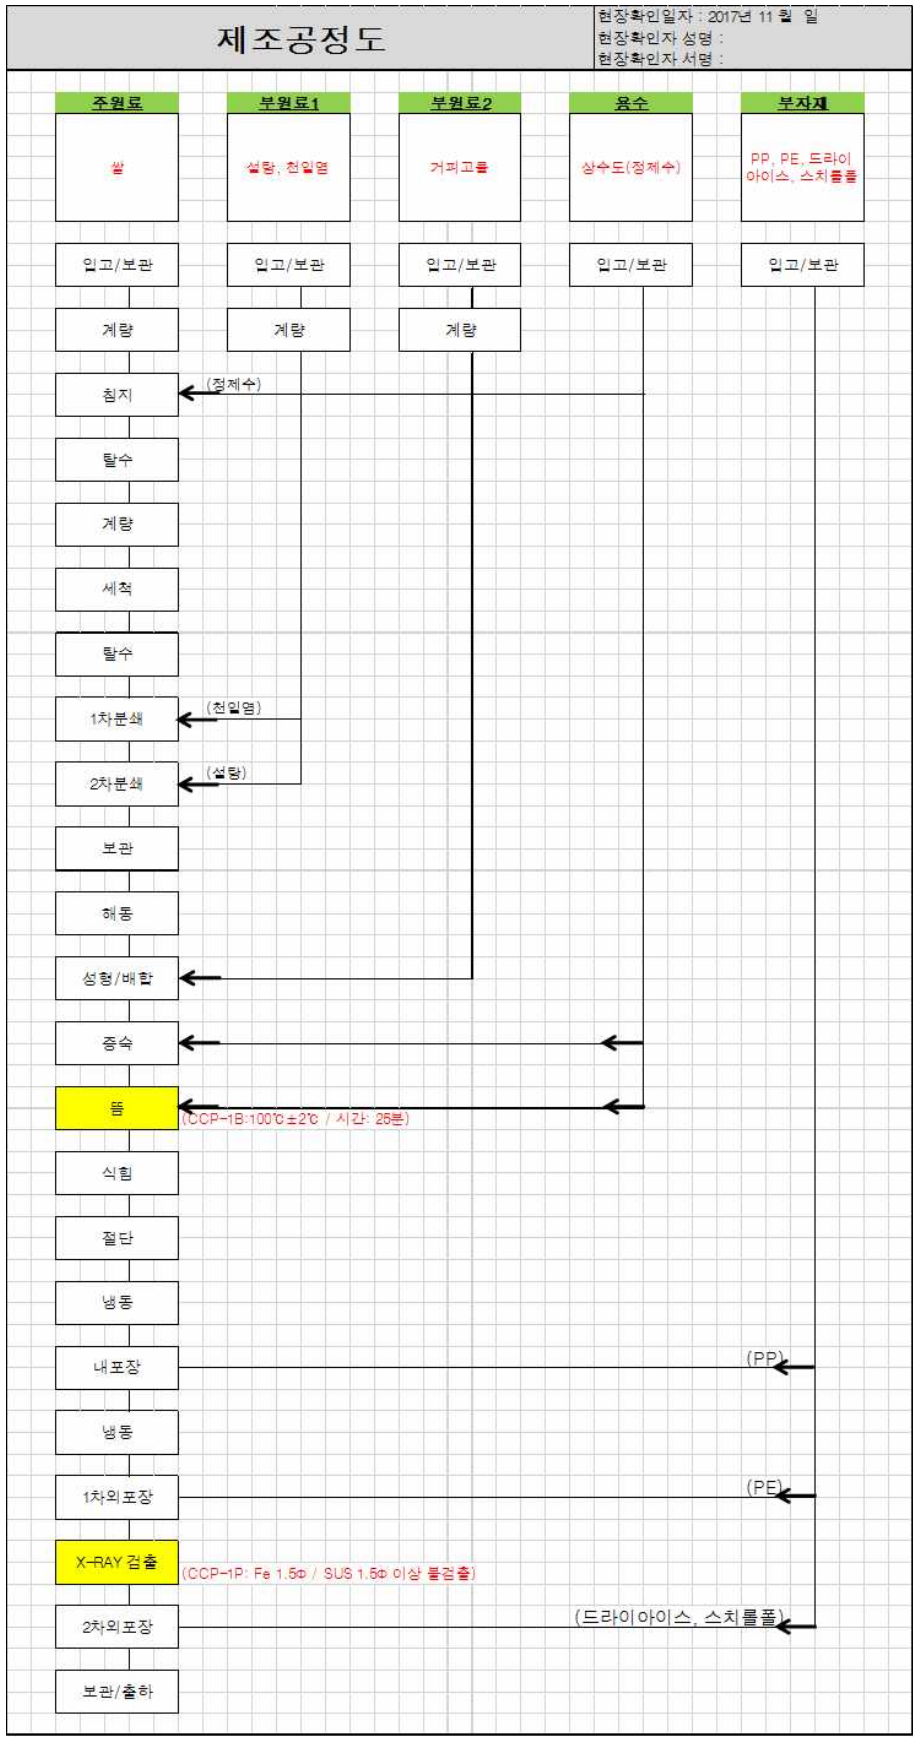 제조공정도
현장확인일자 : 2017년 11 월 일
현장확인자 성명 :
현장확인자 서명 :
주원료
부원료1
부원료2
용수
부자재
쌀
설탕, 천일염
거피고물
상수도(정제수)
PP, PE, 드라이
아이스, 스치롤폴
입고/보관
입고/보관
입고/보관
입고/보관
입고/보관
계량
계량
계량
침지
(정제수)
탈수
계량
세척
탈수
1차분쇄
(천일염)
2차분쇄
(설탕)
보관
해동
성형/배합
증숙
뜸
(CCP-1B:100℃±2℃ / 시간: 25분)
식힘
절단
냉동
내포장
(PP)
냉동
1차외포장
(PE)
X-RAY 검출
(CCP-1P: Fe 1.5Φ / SUS 1.5Φ 이상 불검출)
2차외포장
(드라이아이스, 스치롤폴)
보관/출하